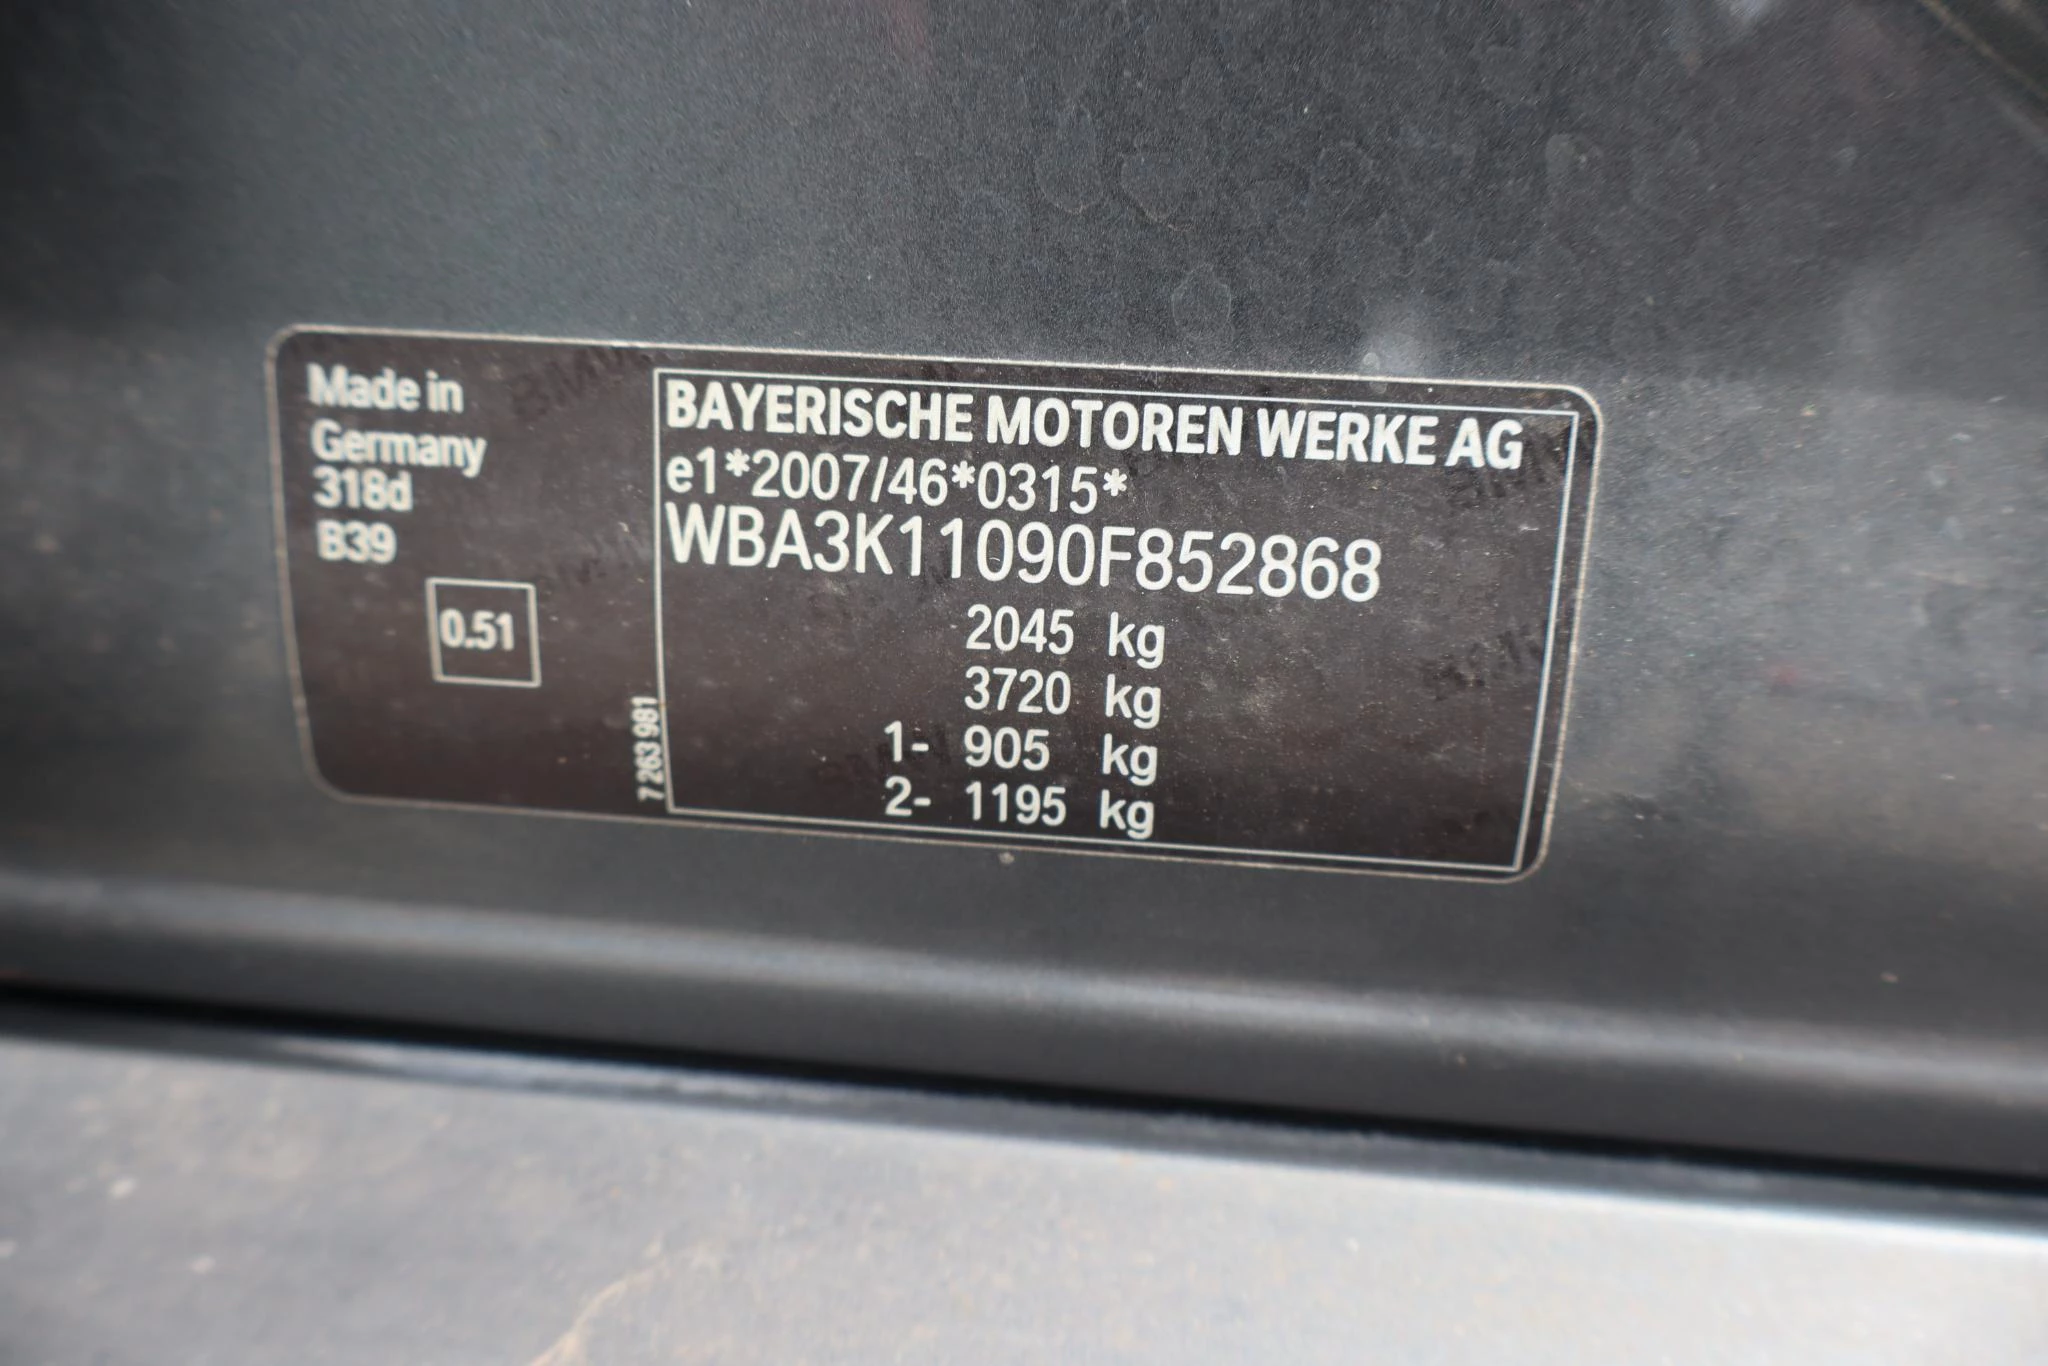 Made in
Germany
318d
B39
0.51
7 263 981
BAYERISCHE MOTOREN WERKE AG
e1*2007/46*0315*
WBA3K11090F852868
2045 kg
3720 kg
1- 905 kg
2- 1195 kg